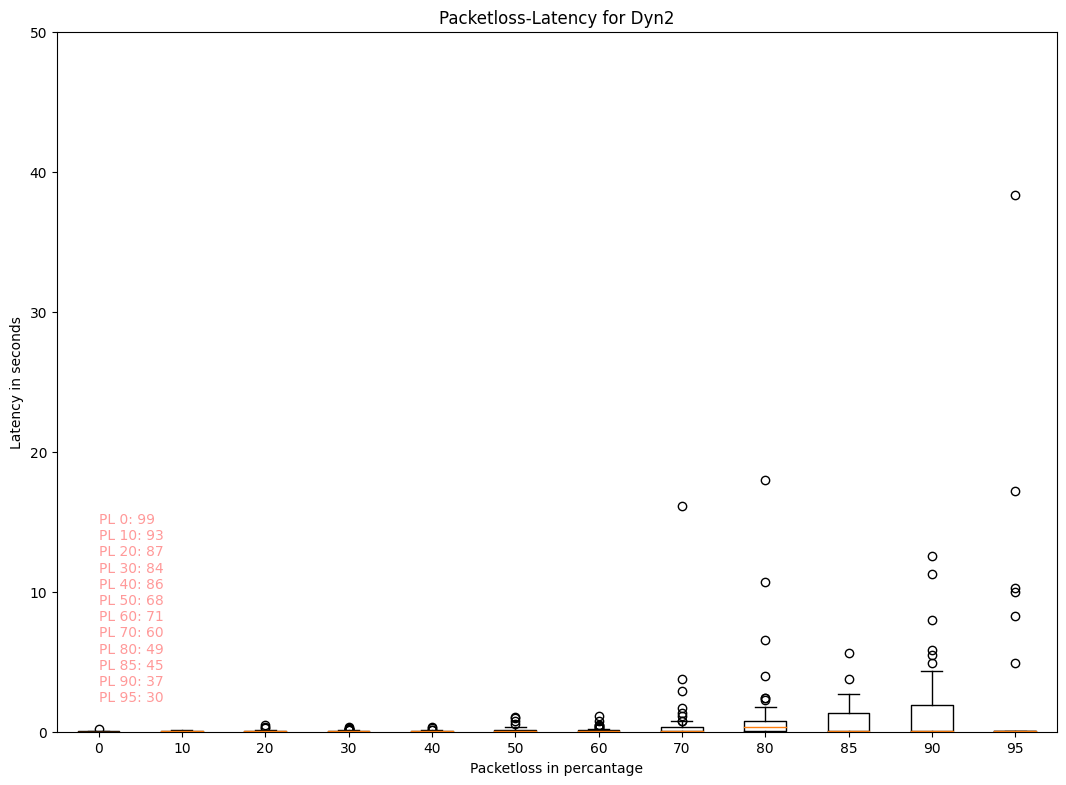 Packetloss-Latency for Dyn2
50
40
30
20
10
0
Latency in seconds
PL 0: 99
PL 10: 93
PL 20: 87
PL 30: 84
PL 40: 86
PL 50: 68
PL 60: 71
PL 70: 60
PL 80: 49
PL 85: 45
PL 90: 37
PL 95: 30
0 10 20 30 40 50 60 70 80 85 90 95
Packetloss in percantage